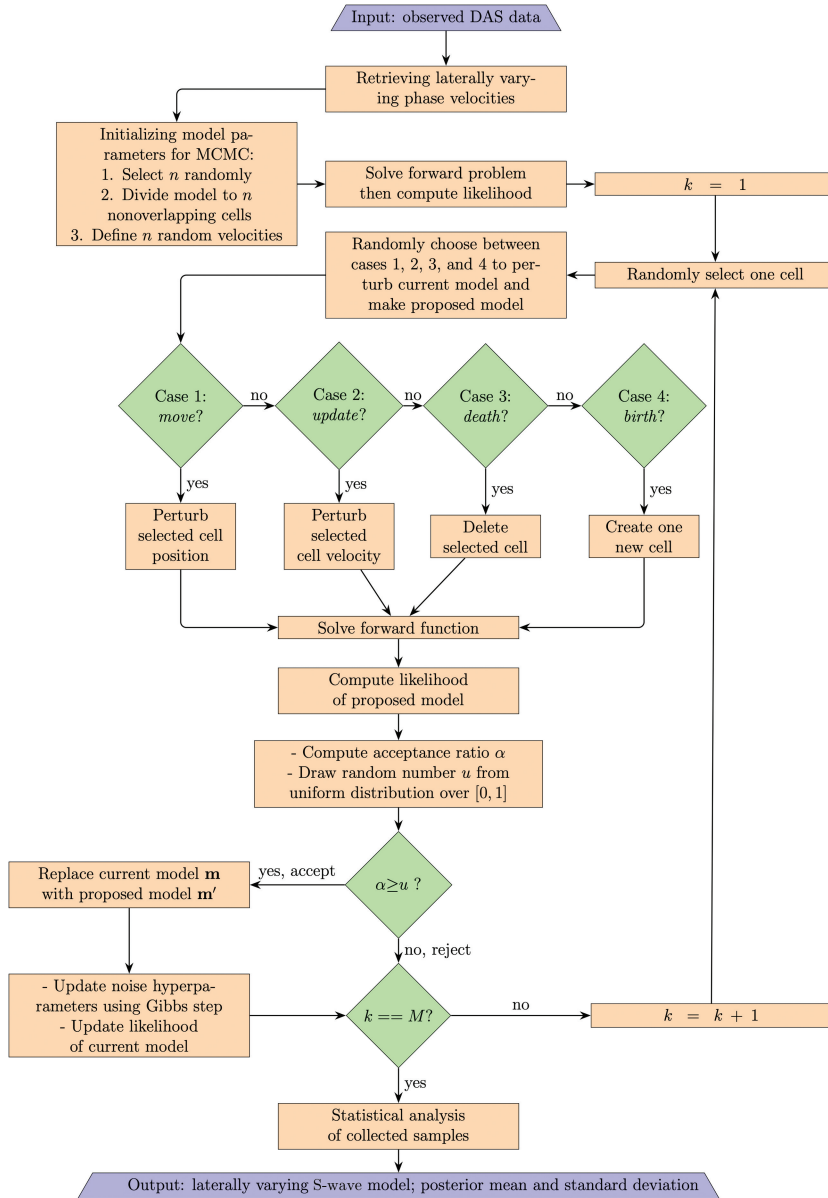 Input: observed DAS data
Retrieving laterally vary-
ing phase velocities
Initializing model pa-
rameters for MCMC:
1. Select n randomly
2. Divide model to n
nonoverlapping cells
3. Define n random velocities
Solve forward problem
then compute likelihood
k = 1
Randomly choose between
cases 1, 2, 3, and 4 to per-
turb current model and
make proposed model
Randomly select one cell
Case 1:
move?
no
Case 2:
update?
no
Case 3:
death?
no
Case 4:
birth?
yes
yes
yes
yes
Perturb
selected cell
position
Perturb
selected
cell velocity
Delete
selected cell
Create one
new cell
Solve forward function
Compute likelihood
of proposed model
- Compute acceptance ratio α
- Draw random number u from
uniform distribution over [0, 1]
α≥u ?
yes, accept
Replace current model m
with proposed model m′
no, reject
- Update noise hyperpa-
rameters using Gibbs step
- Update likelihood
of current model
k == M?
no
k = k + 1
yes
Statistical analysis
of collected samples
Output: laterally varying S-wave model; posterior mean and standard deviation